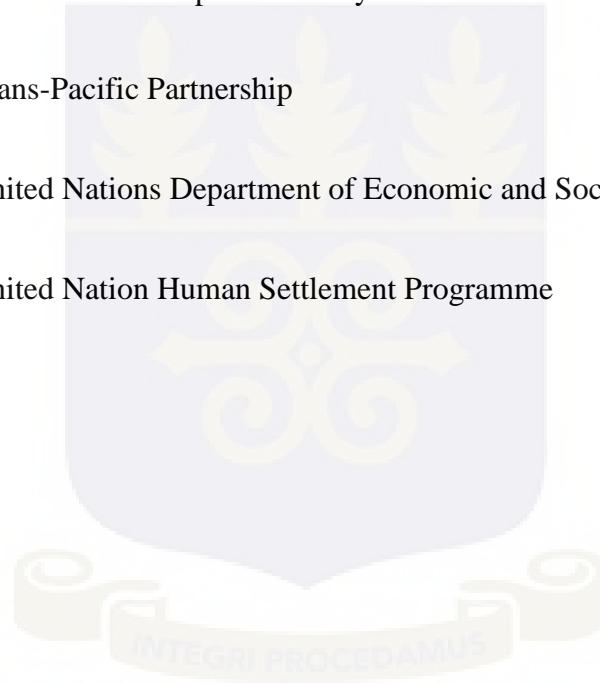 ans-Pacific Partnership
nited Nations Department of Economic and Soc
nited Nation Human Settlement Programme
INTEGRI PROCEDAMUS